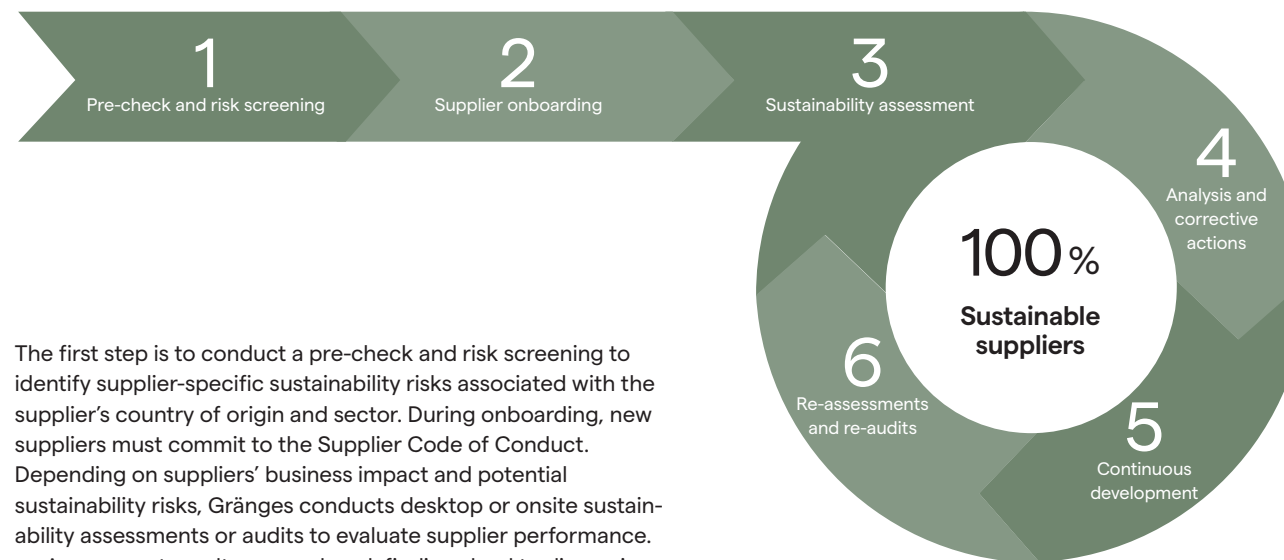 1
Pre-check and risk screening
2
Supplier onboarding
3
Sustainability assessment
4
Analysis and
corrective
actions
5
Continuous
development
6
Re-assessments
and re-audits
100 %
Sustainable
suppliers
The first step is to conduct a pre-check and risk screening to
identify supplier-specific sustainability risks associated with the
supplier’s country of origin and sector. During onboarding, new
suppliers must commit to the Supplier Code of Conduct.
Depending on suppliers’ business impact and potential
sustainability risks, Gränges conducts desktop or onsite sustain-
ability assessments or audits to evaluate supplier performance.